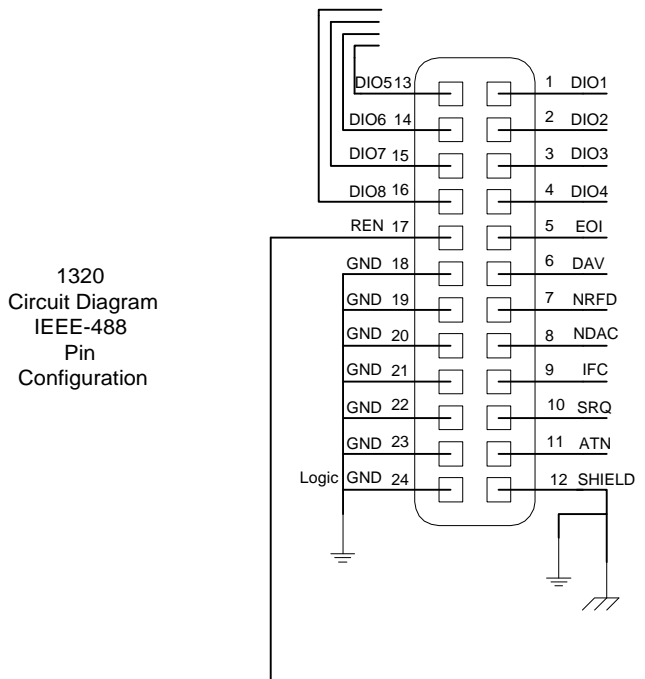 DIO5 13 1 DIO1
DIO6 14 2 DIO2
DIO7 15 3 DIO3
DIO8 16 4 DIO4
REN 17 5 EOI
GND 18 6 DAV
GND 19 7 NRFD
GND 20 8 NDAC
GND 21 9 IFC
GND 22 10 SRQ
GND 23 11 ATN
Logic GND 24 12 SHIELD
1320
Circuit Diagram
IEEE-488
Pin
Configuration